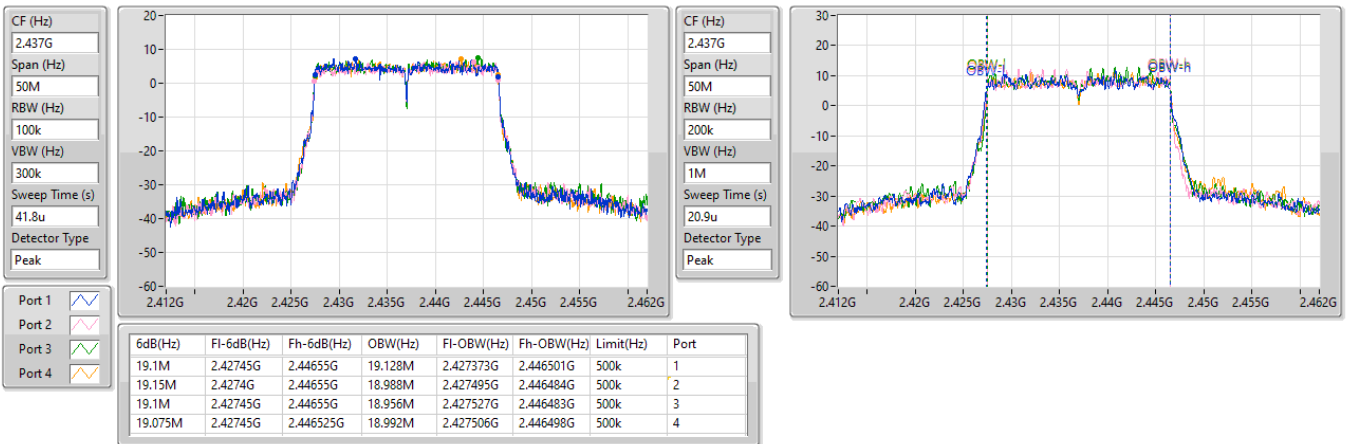 CF (Hz)
2.437G
Span (Hz)
50M
RBW (Hz)
100k
VBW (Hz)
300k
Sweep Time (s)
41.8u
Detector Type
Peak
20
10
0
-10
-20
-30
-40
-50
-60
2.412G 2.42G 2.425G 2.43G 2.435G 2.44G 2.445G 2.45G 2.455G 2.462G
CF (Hz)
2.437G
Span (Hz)
50M
RBW (Hz)
200k
VBW (Hz)
1M
Sweep Time (s)
20.9u
Detector Type
Peak
30
20
10
0
-10
-20
-30
-40
-50
-60
OBW-l OBW-h
2.412G 2.42G 2.425G 2.43G 2.435G 2.44G 2.445G 2.45G 2.455G 2.462G
Port 1
Port 2
Port 3
Port 4
6dB(Hz) Fl-6dB(Hz) Fh-6dB(Hz) OBW(Hz) Fl-OBW(Hz) Fh-OBW(Hz) Limit(Hz) Port
19.1M 2.42745G 2.44655G 19.128M 2.427373G 2.446501G 500k 1
19.15M 2.4274G 2.44655G 18.988M 2.427495G 2.446484G 500k 2
19.1M 2.42745G 2.44655G 18.956M 2.427527G 2.446483G 500k 3
19.075M 2.42745G 2.446525G 18.992M 2.427506G 2.446498G 500k 4